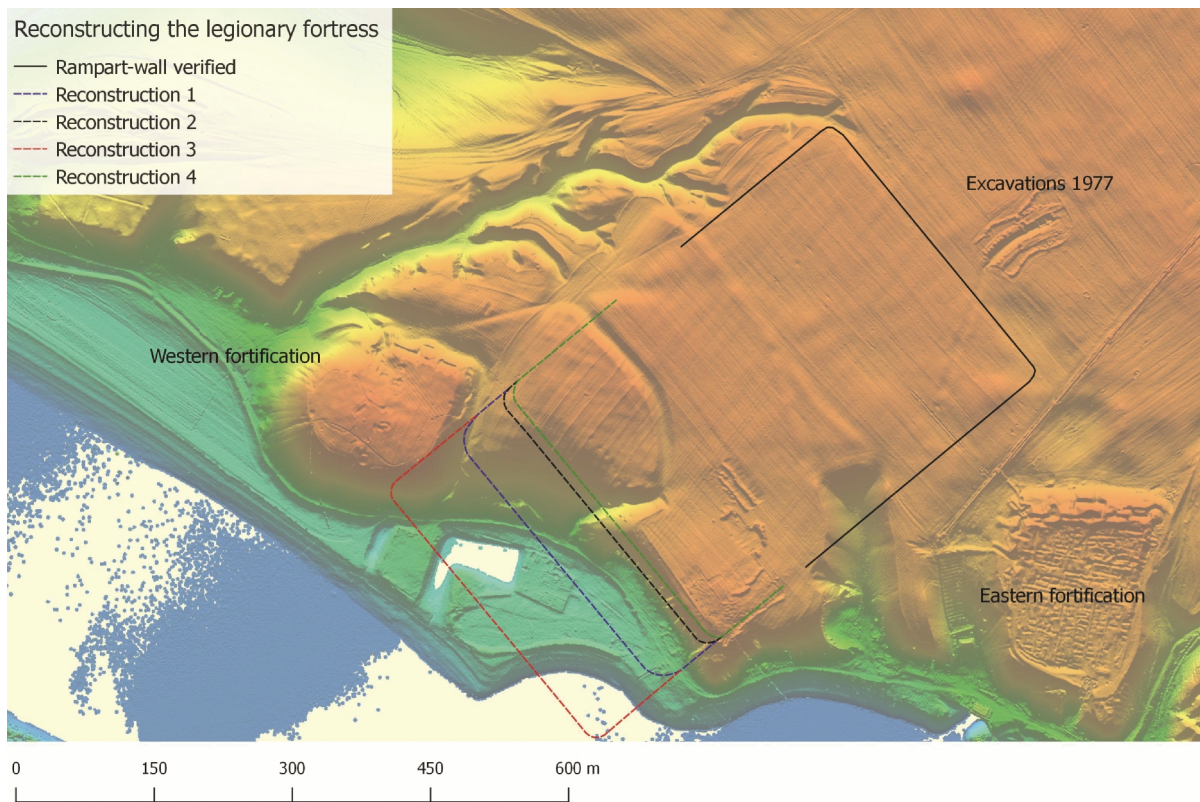 Reconstructing the legionary fortress
Rampart-wall verified
Reconstruction 1
Reconstruction 2
Reconstruction 3
Reconstruction 4
Excavations 1977
Western fortification
Eastern fortification
0 150 300 450 600 m